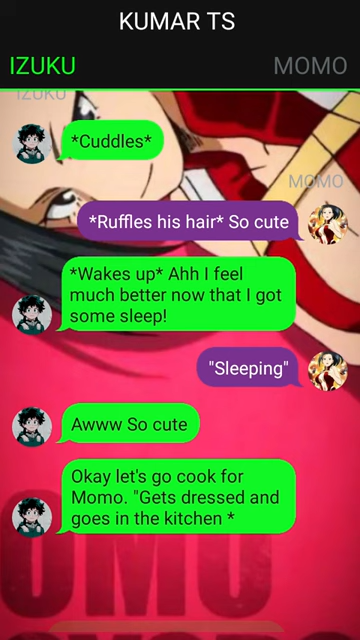 KUMAR TS
IZUKU MOMO
IZUKU
*Cuddles*
MOMO
*Ruffles his hair* So cute
*Wakes up* Ahh I feel
much better now that I got
some sleep!
"Sleeping"
Awww So cute
Okay let's go cook for
Momo. "Gets dressed and
goes in the kitchen *
OMO